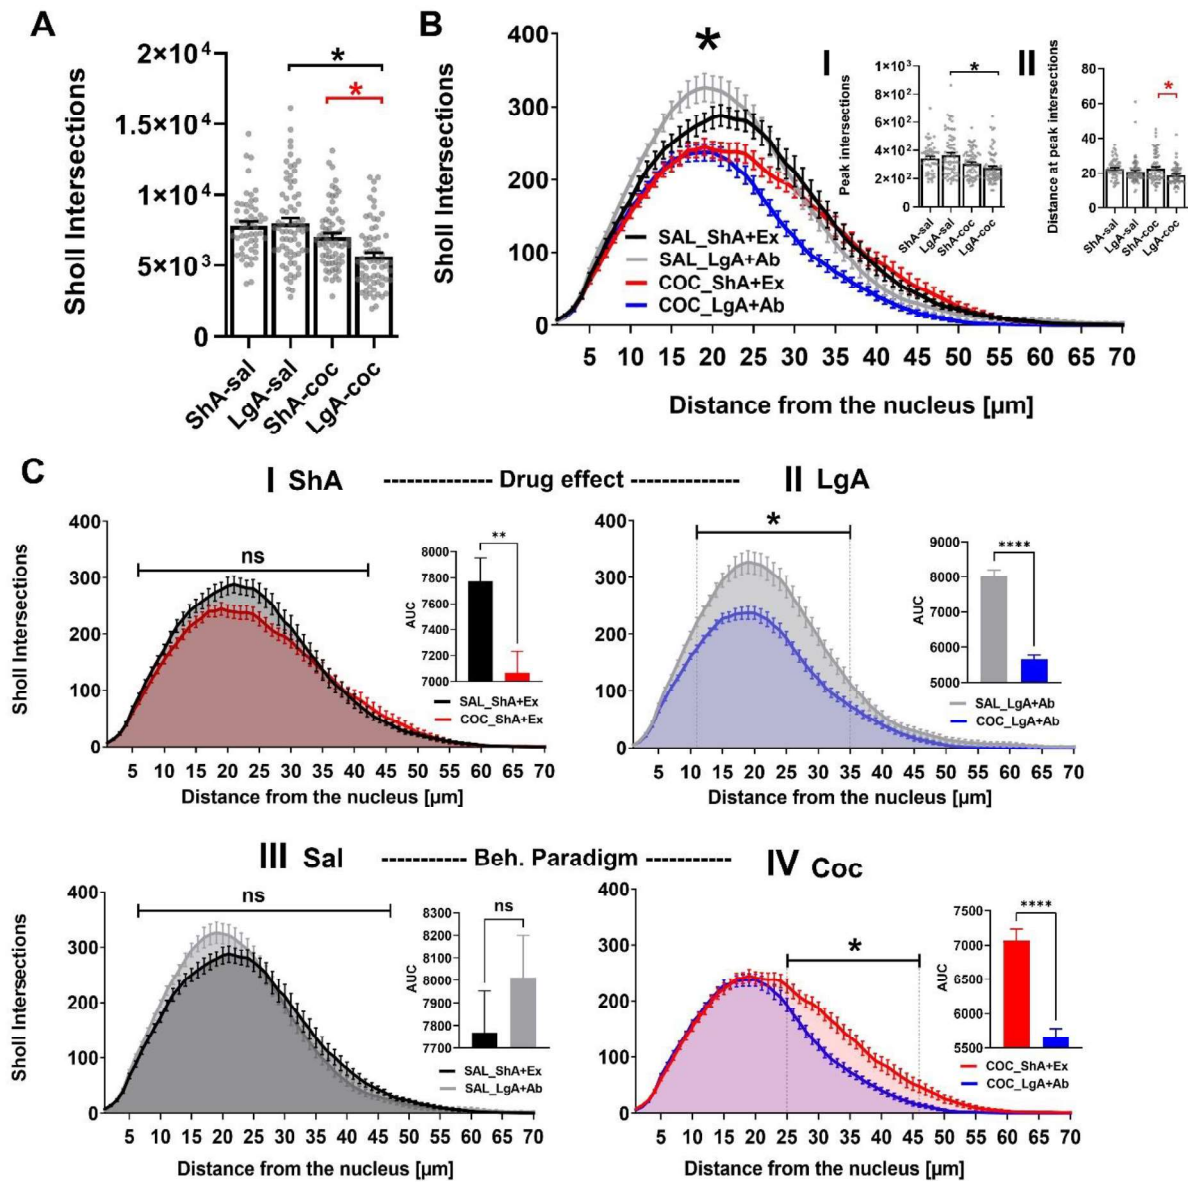 A
Sholl Intersections
2×10⁴
1.5×10⁴
1×10⁴
5×10³
0
*
*
ShA-sal
LgA-sal
ShA-coc
LgA-coc
B
Sholl Intersections
400
300
200
100
0
*
SAL_ShA+Ex
SAL_LgA+Ab
COC_ShA+Ex
COC_LgA+Ab
5 10 15 20 25 30 35 40 45 50 55 60 65 70
Distance from the nucleus [µm]
I
Peak intersections
1×10³
8×10²
6×10²
4×10²
2×10²
0
*
ShA-sal
LgA-sal
ShA-coc
LgA-coc
II
Distance at peak intersections
80
60
40
20
0
*
ShA-sal
LgA-sal
ShA-coc
LgA-coc
C
I ShA ------------------ Drug effect ------------------ II LgA
Sholl Intersections
400
300
200
100
0
ns
5 10 15 20 25 30 35 40 45 50 55 60 65 70
Distance from the nucleus [µm]
AUC
8000
7800
7600
7400
7200
7000
**
SAL_ShA+Ex
COC_ShA+Ex
400
300
200
100
0
*
5 10 15 20 25 30 35 40 45 50 55 60 65 70
Distance from the nucleus [µm]
AUC
9000
8000
7000
6000
5000
****
SAL_LgA+Ab
COC_LgA+Ab
III Sal ------------------ Beh. Paradigm ------------------ IV Coc
Sholl Intersections
400
300
200
100
0
ns
5 10 15 20 25 30 35 40 45 50 55 60 65 70
Distance from the nucleus [µm]
AUC
8300
8200
8100
8000
7900
7800
7700
ns
SAL_ShA+Ex
SAL_LgA+Ab
400
300
200
100
0
*
5 10 15 20 25 30 35 40 45 50 55 60 65 70
Distance from the nucleus [µm]
AUC
7500
7000
6500
6000
5500
****
COC_ShA+Ex
COC_LgA+Ab